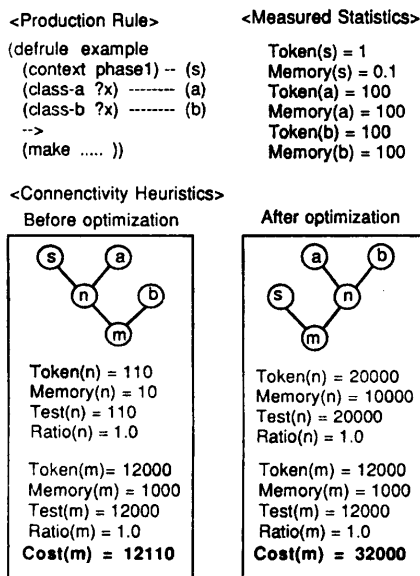 <Production Rule>
(defrule example
(context phase1) -- (s)
(class-a ?x) -------- (a)
(class-b ?x) -------- (b)
-->
(make ..... ))
<Measured Statistics>
Token(s) = 1
Memory(s) = 0.1
Token(a) = 100
Memory(a) = 100
Token(b) = 100
Memory(b) = 100
<Connenctivity Heuristics>
Before optimization
s a
n b
m
Token(n) = 110
Memory(n) = 10
Test(n) = 110
Ratio(n) = 1.0
Token(m)= 12000
Memory(m) = 1000
Test(m) = 12000
Ratio(m) = 1.0
Cost(m) = 12110
After optimization
a b
s n
m
Token(n) = 20000
Memory(n) = 10000
Test(n) = 20000
Ratio(n) = 1.0
Token(m) = 12000
Memory(m) = 1000
Test(m) = 12000
Ratio(m) = 1.0
Cost(m) = 32000